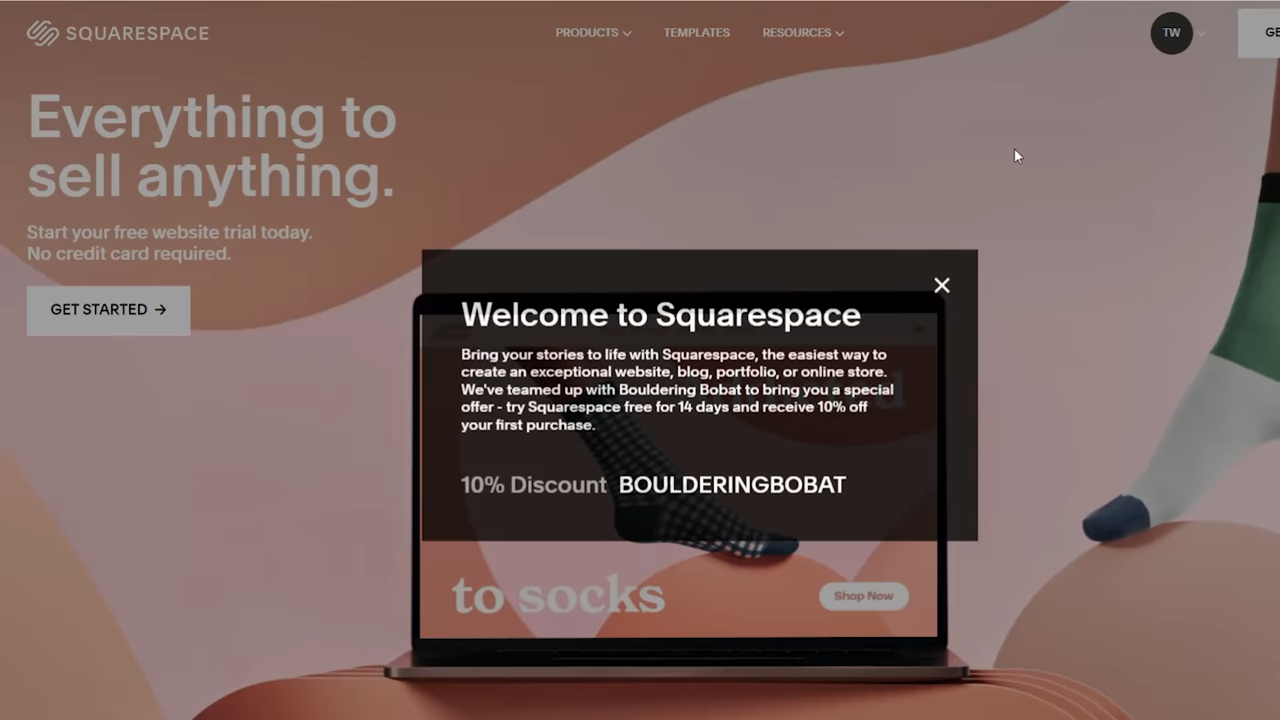 SQUARESPACE
PRODUCTS
TEMPLATES
RESOURCES
TW
GE
Everything to
sell anything.
Start your free website trial today.
No credit card required.
GET STARTED →
Welcome to Squarespace
Bring your stories to life with Squarespace, the easiest way to
create an exceptional website, blog, portfolio, or online store.
We've teamed up with Bouldering Bobat to bring you a special
offer - try Squarespace free for 14 days and receive 10% off
your first purchase.
10% Discount BOULDERINGBOBAT
to socks
Shop Now